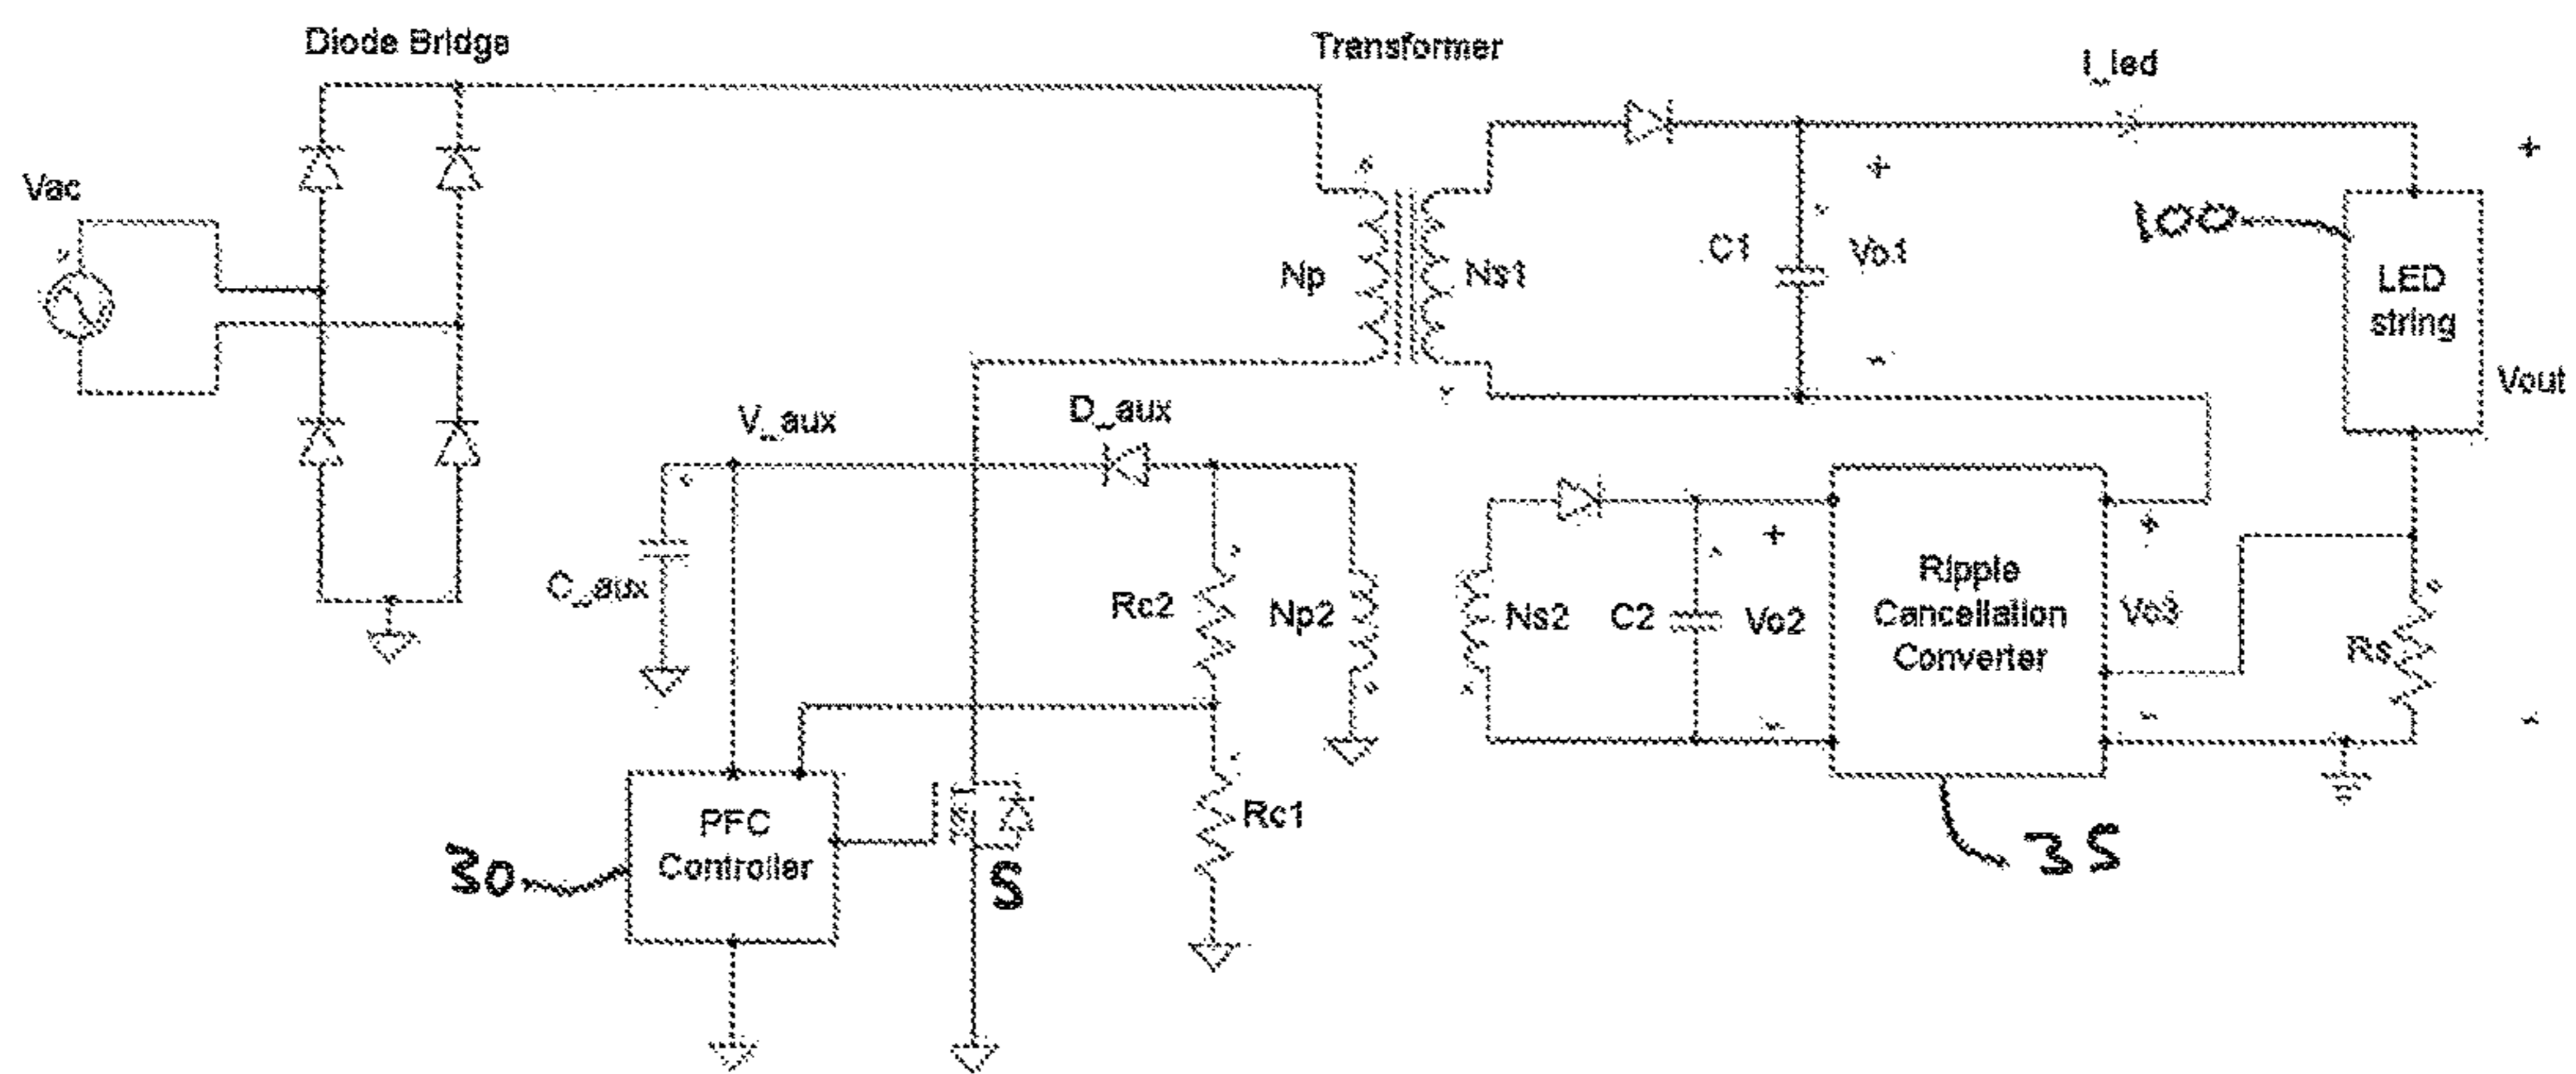 Diode Bridge
Transformer
I_led
Vac
+
+
100
C1
Vo1
Np
Ns1
LED
string
-
Vout
V_aux
D_aux
+
+
Ripple
Cancellation
Converter
C_aux
Rc2
Np2
Ns2
C2
Vo2
Vo3
Rs
-
-
-
PFC
Controller
Rc1
30
S
35